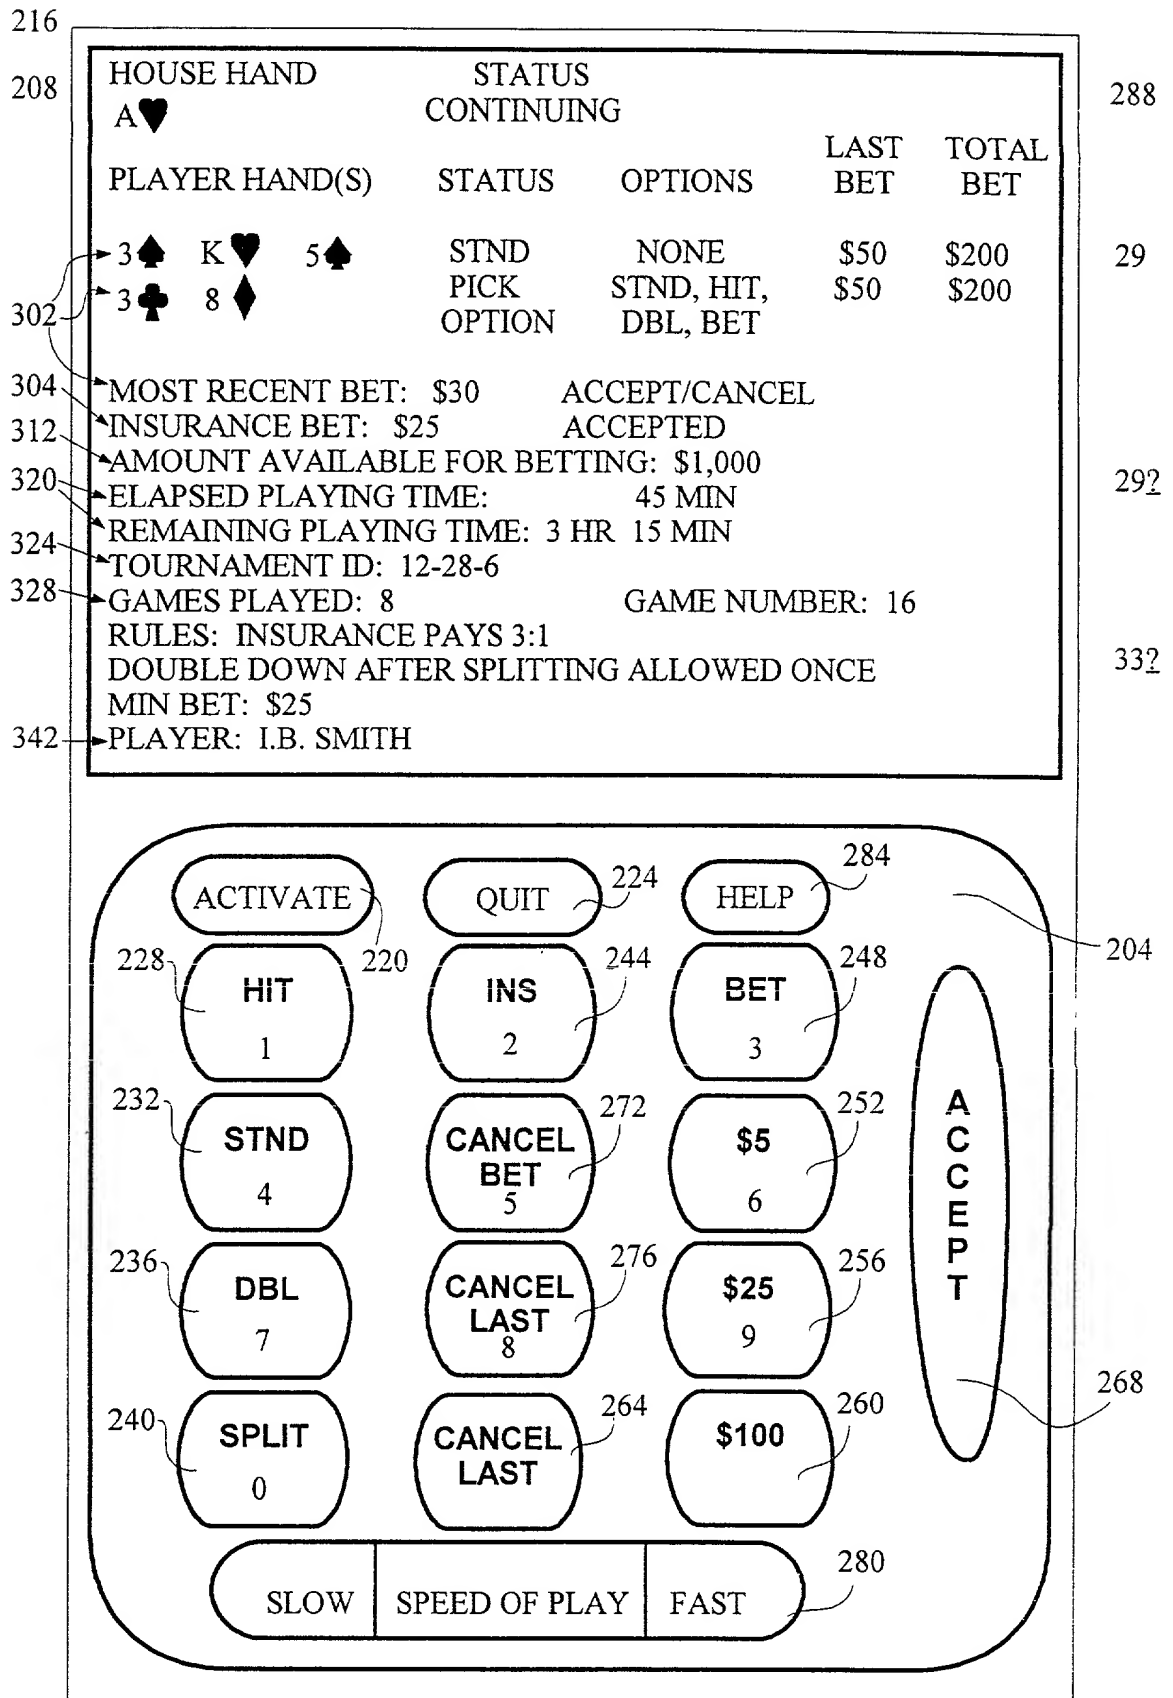 216
208
HOUSE HAND STATUS
A♥ CONTINUING
288
LAST TOTAL
PLAYER HAND(S) STATUS OPTIONS BET BET
3♠ K♥ 5♠ STND NONE $50 $200
29
3♣ 8♦ PICK STND, HIT, $50 $200
302
OPTION DBL, BET
304
MOST RECENT BET: $30 ACCEPT/CANCEL
312
INSURANCE BET: $25 ACCEPTED
AMOUNT AVAILABLE FOR BETTING: $1,000
320
ELAPSED PLAYING TIME: 45 MIN
29?
REMAINING PLAYING TIME: 3 HR 15 MIN
324
TOURNAMENT ID: 12-28-6
328
GAMES PLAYED: 8 GAME NUMBER: 16
RULES: INSURANCE PAYS 3:1
DOUBLE DOWN AFTER SPLITTING ALLOWED ONCE
33?
MIN BET: $25
342
PLAYER: I.B. SMITH
ACTIVATE QUIT 224 HELP 284
228 220 244 248 204
HIT INS BET
1 2 3
232 272 252
STND CANCEL $5
BET
4 5 6
236 276 256
DBL CANCEL $25
LAST
7 8 9
ACCEPT
268
240 264 260
SPLIT CANCEL $100
LAST
0
280
SLOW SPEED OF PLAY FAST